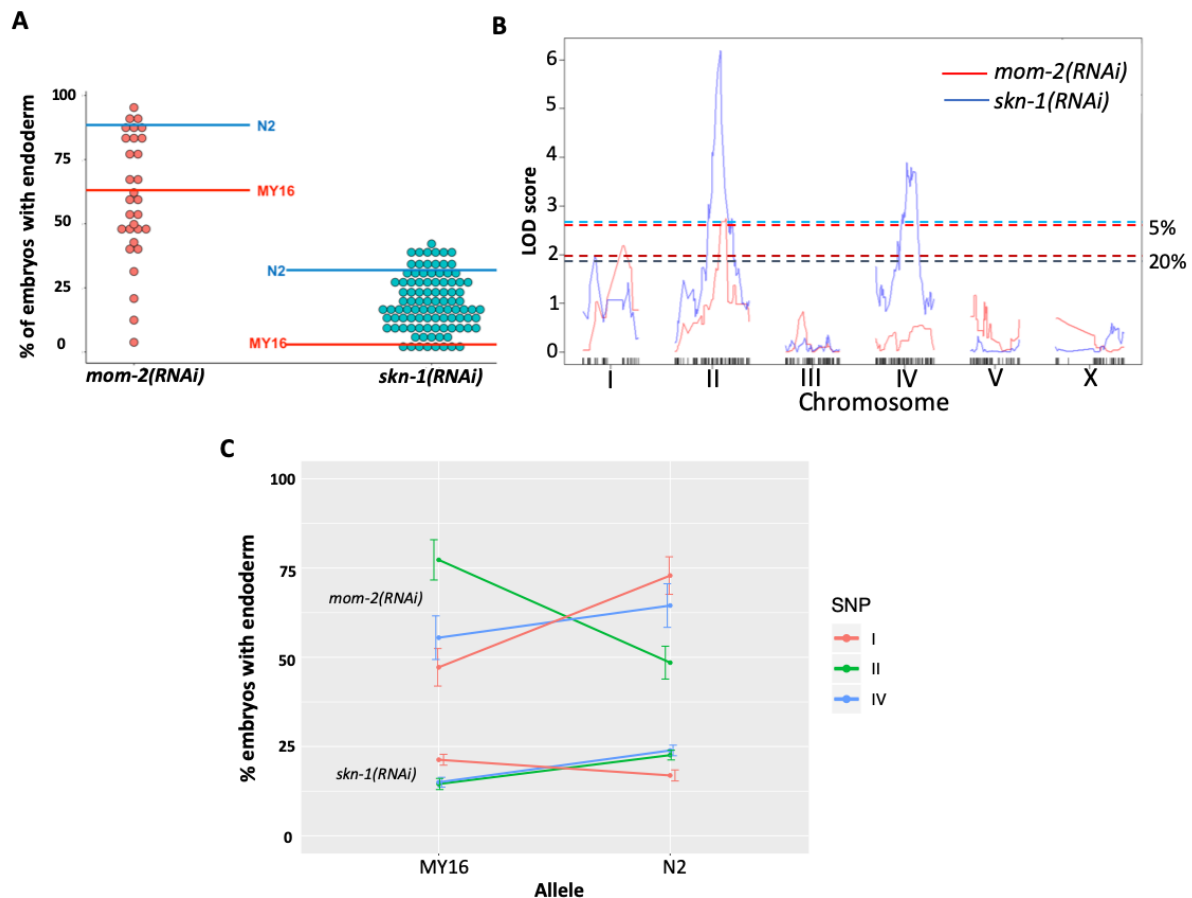 A
% of embryos with endoderm
100
75
50
25
0
N2
MY16
N2
MY16
mom-2(RNAi)
skn-1(RNAi)
B
LOD score
6
5
4
3
2
1
0
mom-2(RNAi)
skn-1(RNAi)
5%
20%
I II III IV V X
Chromosome
C
% embryos with endoderm
100
75
50
25
0
mom-2(RNAi)
skn-1(RNAi)
MY16 N2
Allele
SNP
I
II
IV